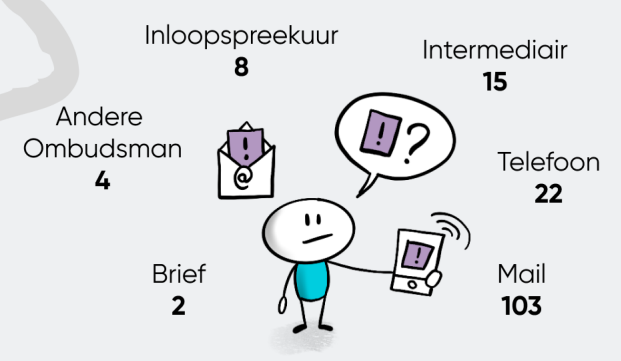 Inloopspreekuur
8
Intermediair
15
Andere
Ombudsman
4
!
@
! ?
Telefoon
22
!
Brief
2
Mail
103